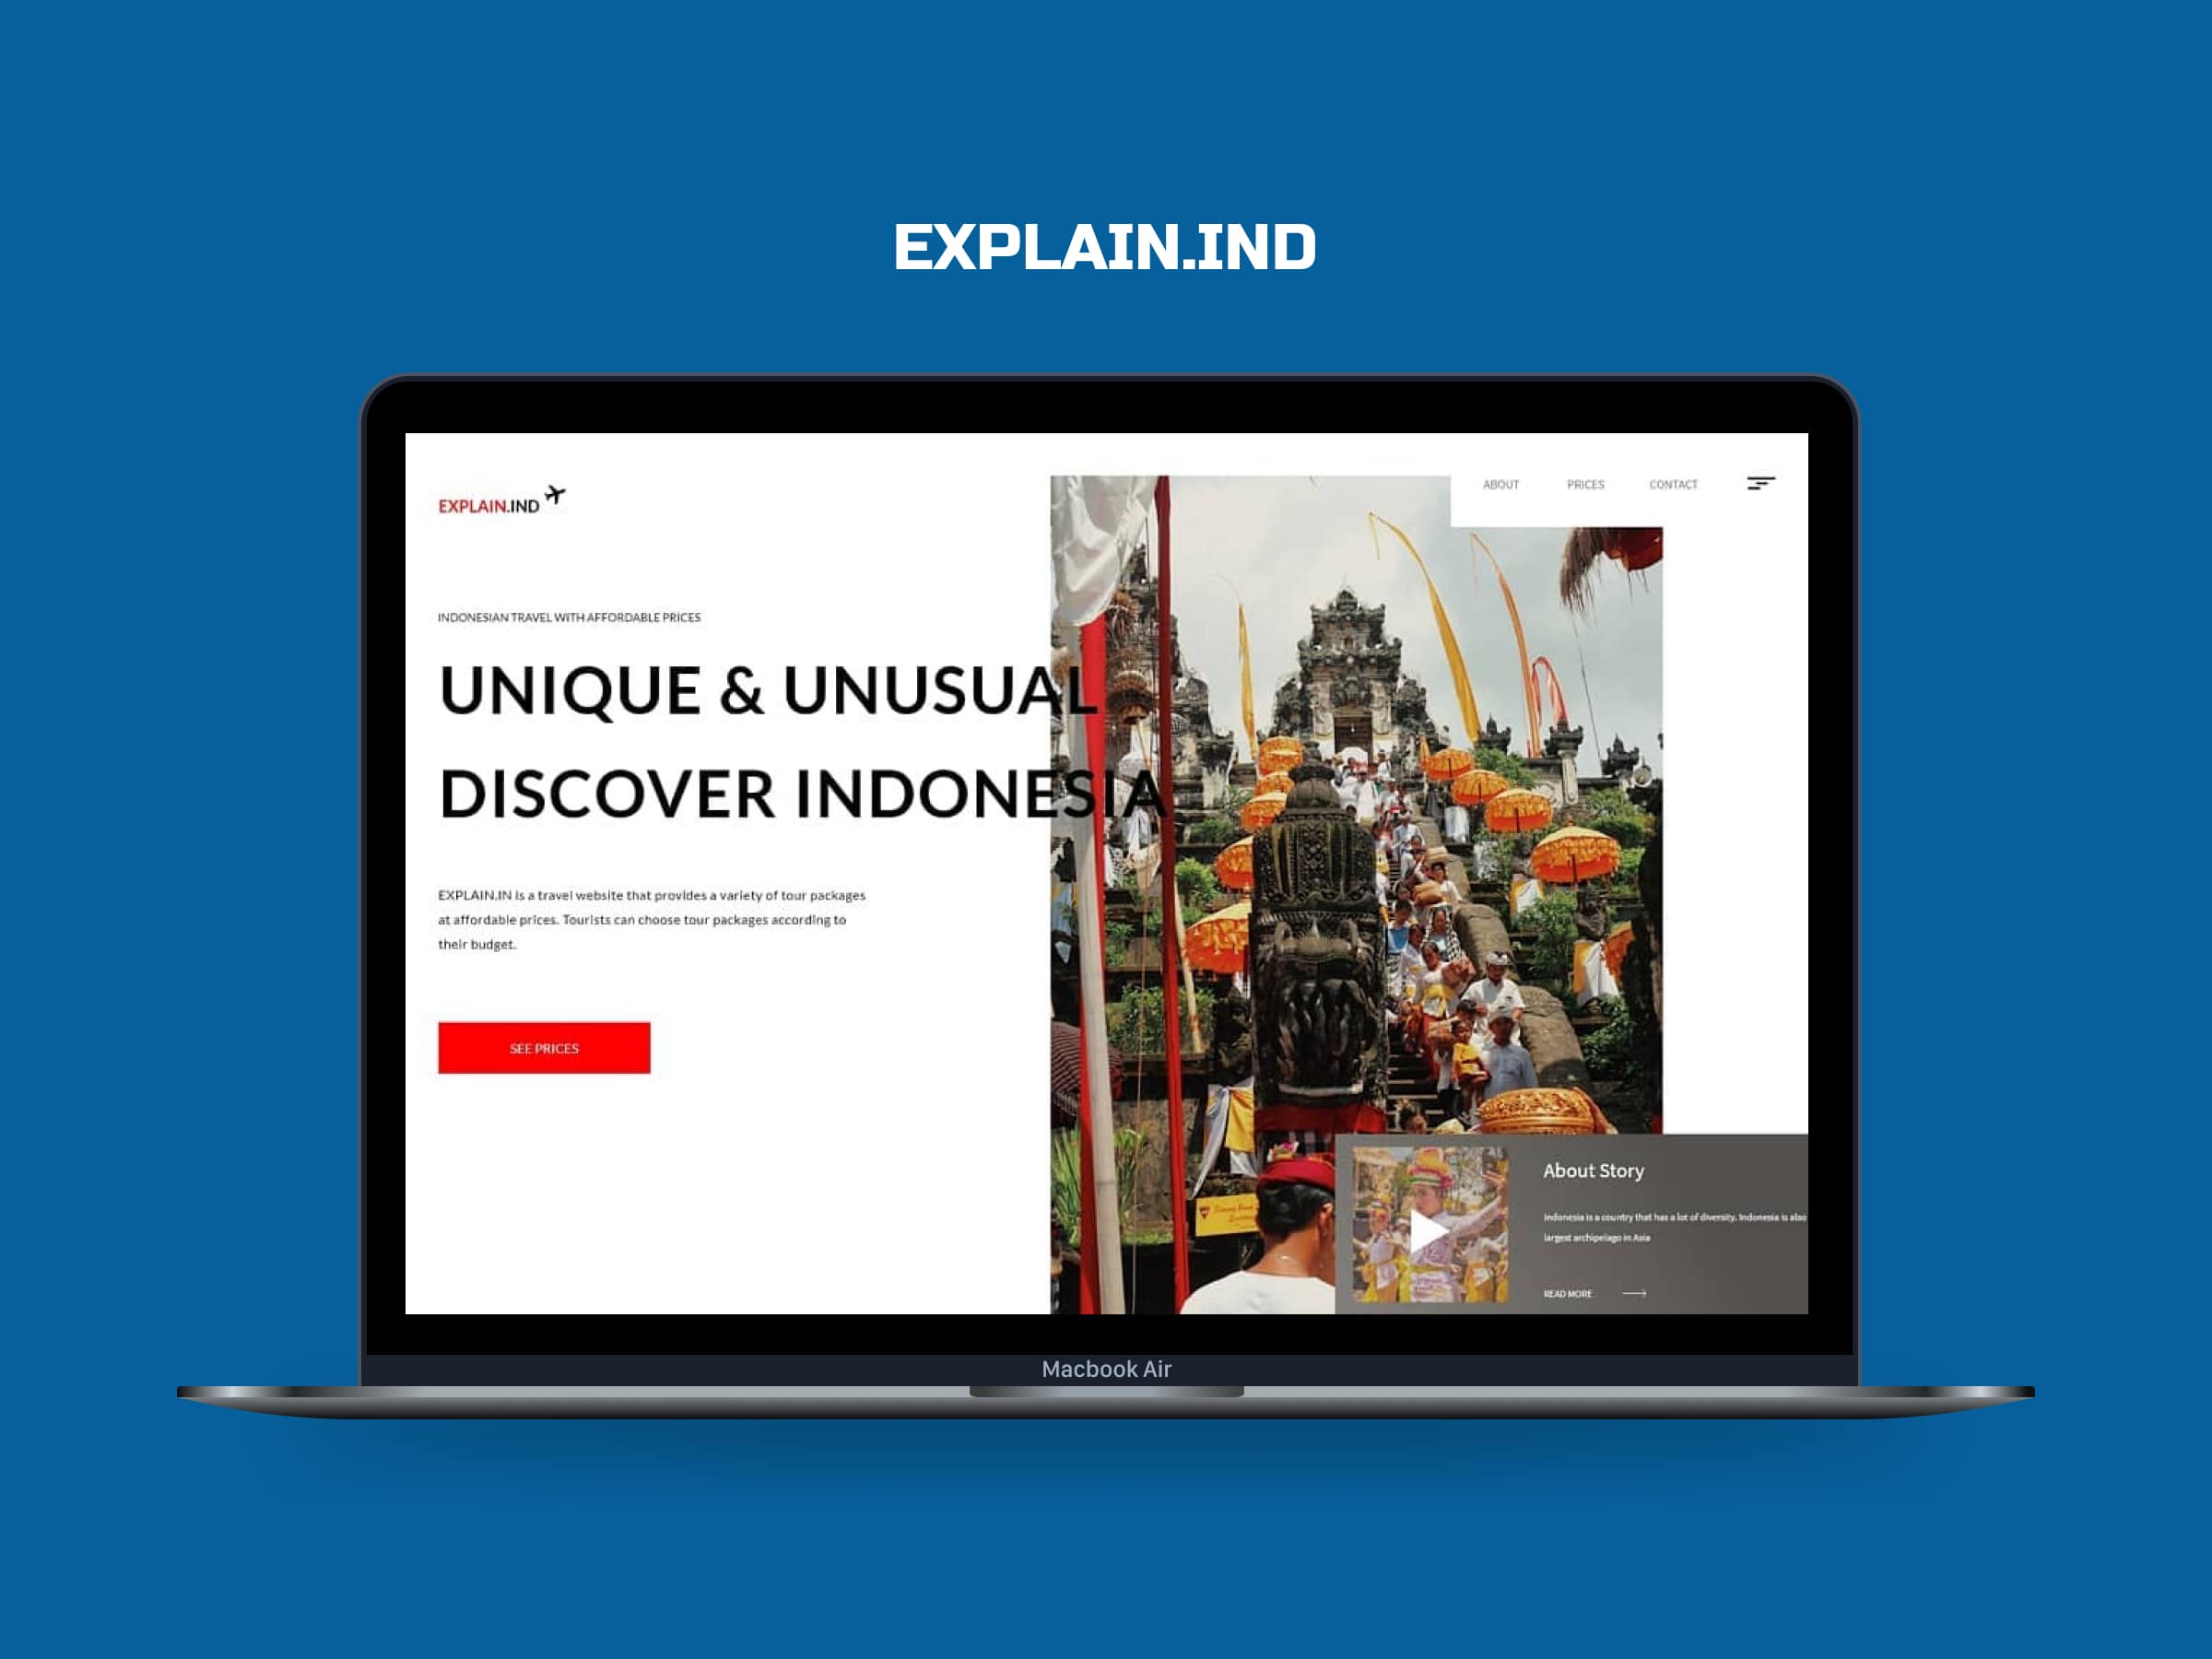 EXPLAIN.IND
EXPLAIN.IND
ABOUT
PRICES
CONTACT
INDONESIAN TRAVEL WITH AFFORDABLE PRICES
UNIQUE & UNUSUAL
DISCOVER INDONESIA
EXPLAIN.IN is a travel website that provides a variety of tour packages
at affordable prices. Tourists can choose tour packages according to
their budget.
SEE PRICES
About Story
Indonesia is a country that has a lot of diversity. Indonesia is also
largest archipelago in Asia
READ MORE
Macbook Air